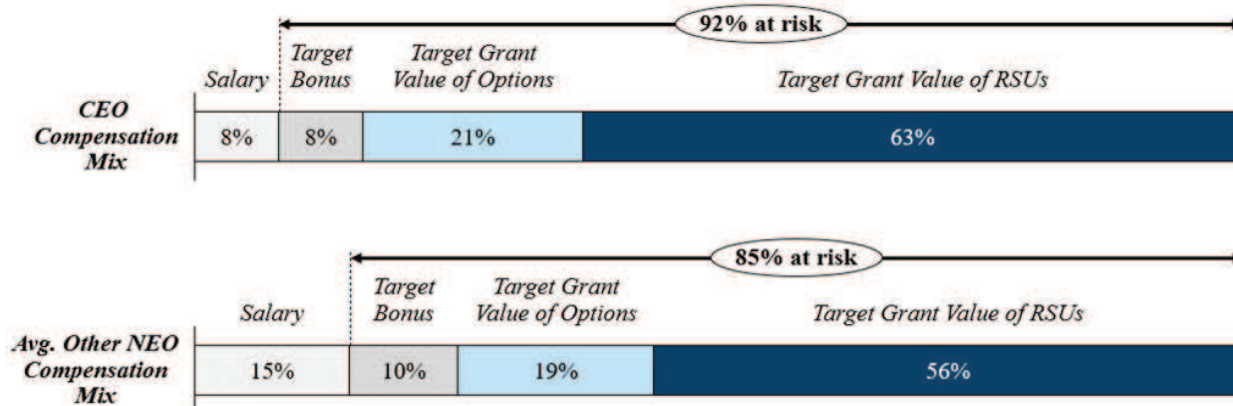 92% at risk
Salary
Target
Bonus
Target Grant
Value of Options
Target Grant Value of RSUs
CEO
Compensation
Mix
8%
8%
21%
63%
85% at risk
Salary
Target
Bonus
Target Grant
Value of Options
Target Grant Value of RSUs
Avg. Other NEO
Compensation
Mix
15%
10%
19%
56%